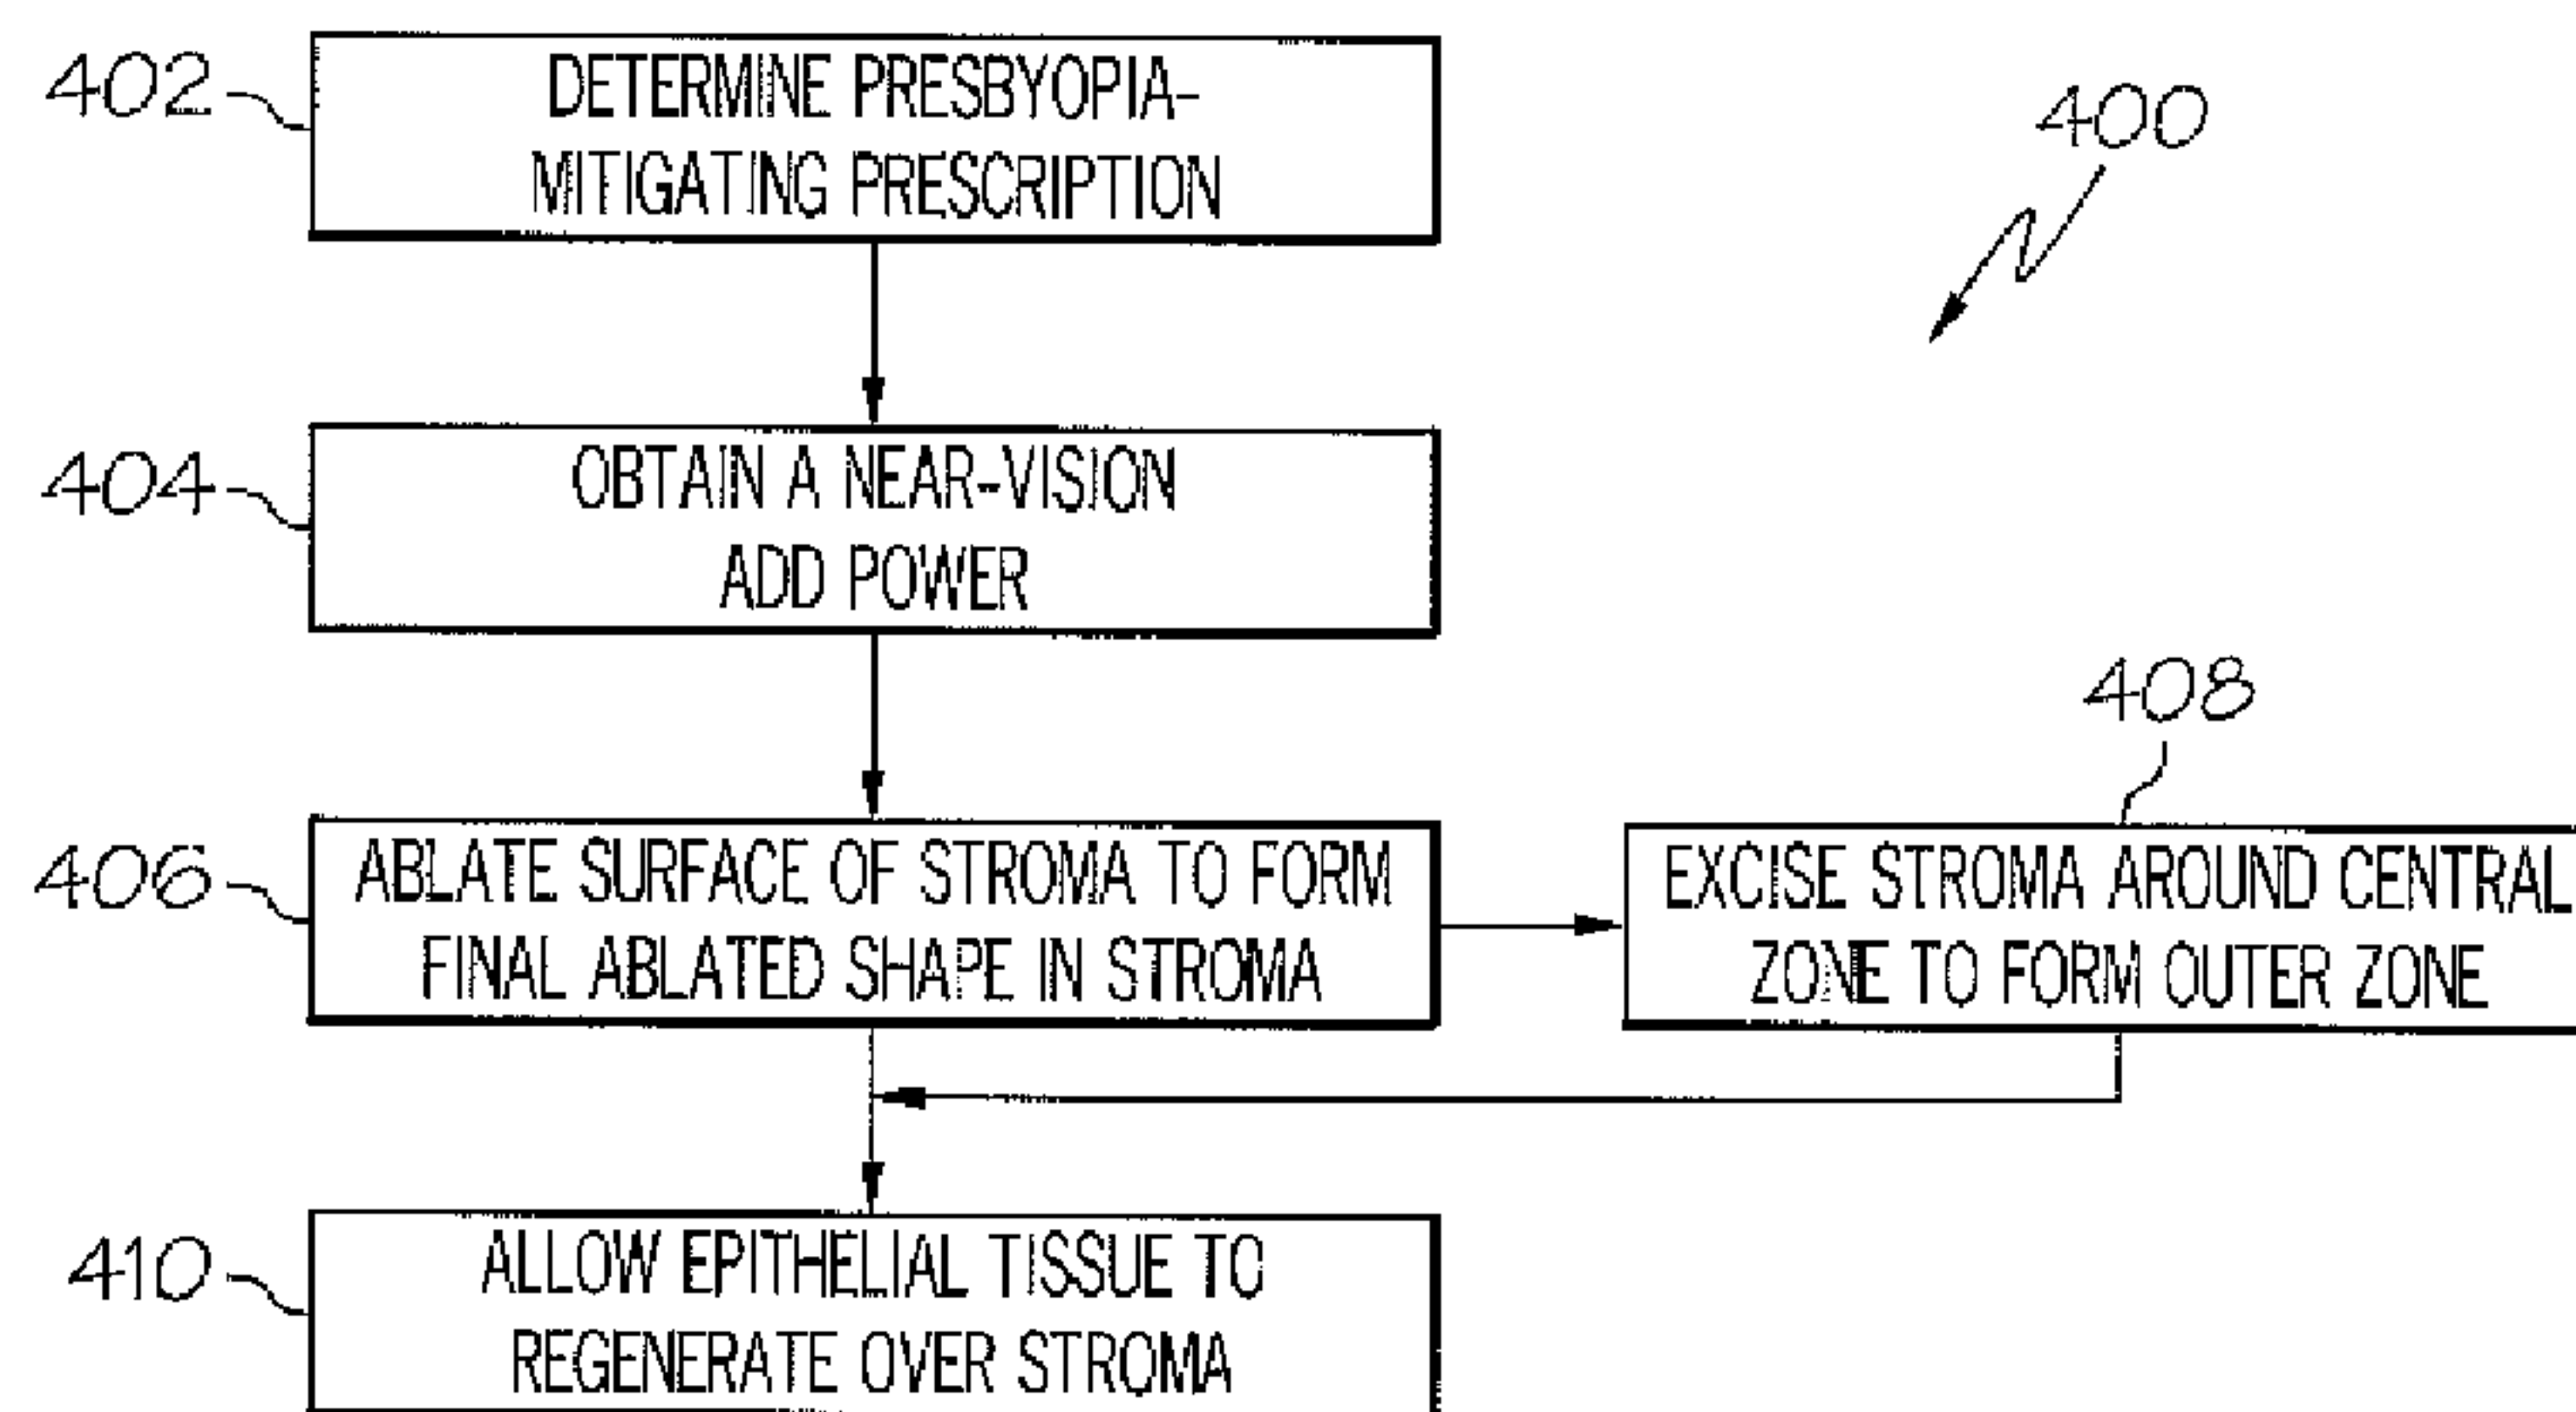 402
DETERMINE PRESBYOPIA-
MITIGATING PRESCRIPTION
400
404
OBTAIN A NEAR-VISION
ADD POWER
406
ABLATE SURFACE OF STROMA TO FORM
FINAL ABLATED SHAPE IN STROMA
408
EXCISE STROMA AROUND CENTRAL
ZONE TO FORM OUTER ZONE
410
ALLOW EPITHELIAL TISSUE TO
REGENERATE OVER STROMA